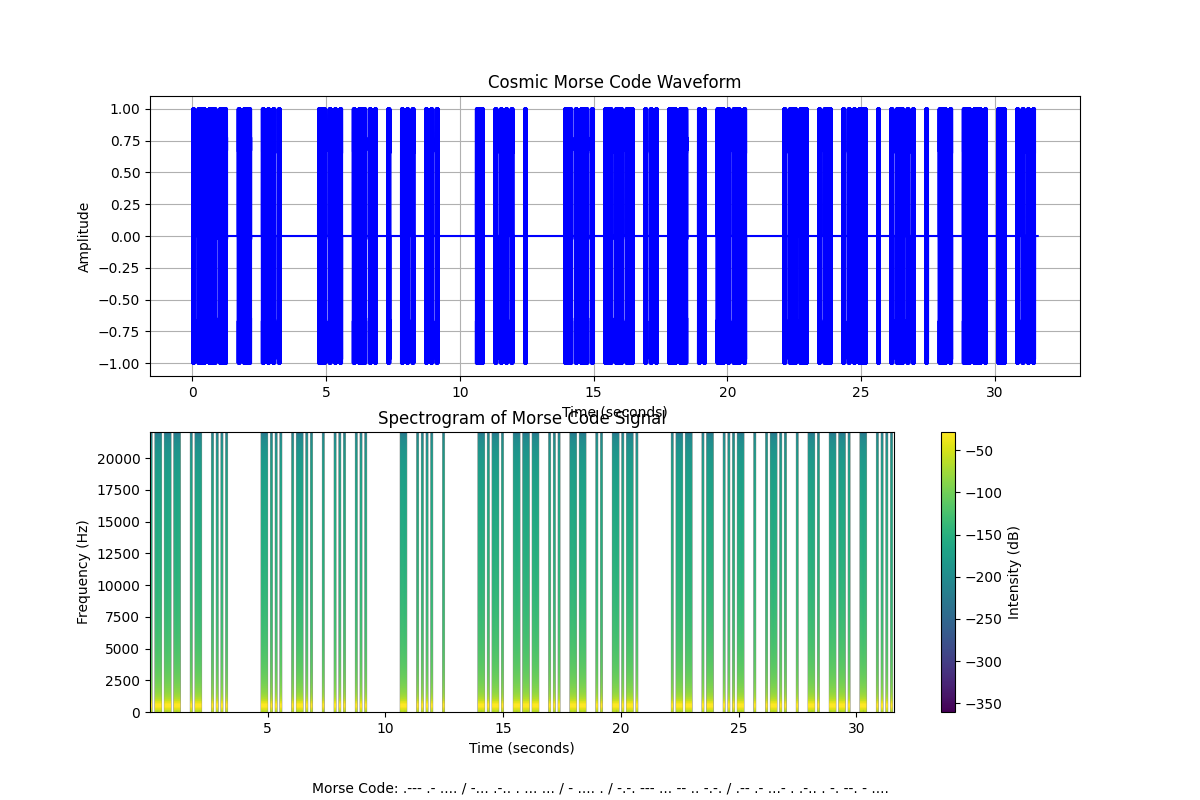 Cosmic Morse Code Waveform
1.00
0.75
0.50
0.25
0.00
−0.25
−0.50
−0.75
−1.00
Amplitude
0 5 10 15 20 25 30
Time (seconds)
Spectrogram of Morse Code Signal
20000
17500
15000
12500
10000
7500
5000
2500
0
Frequency (Hz)
5 10 15 20 25 30
Time (seconds)
−50
−100
−150
−200
−250
−300
−350
Intensity (dB)
Morse Code: .--- .- .... / -... .-.. . ... ... / - .... . / -.-. --- ... -- .. -.-. / .-- .- ...- . .-.. . -. --. - ....